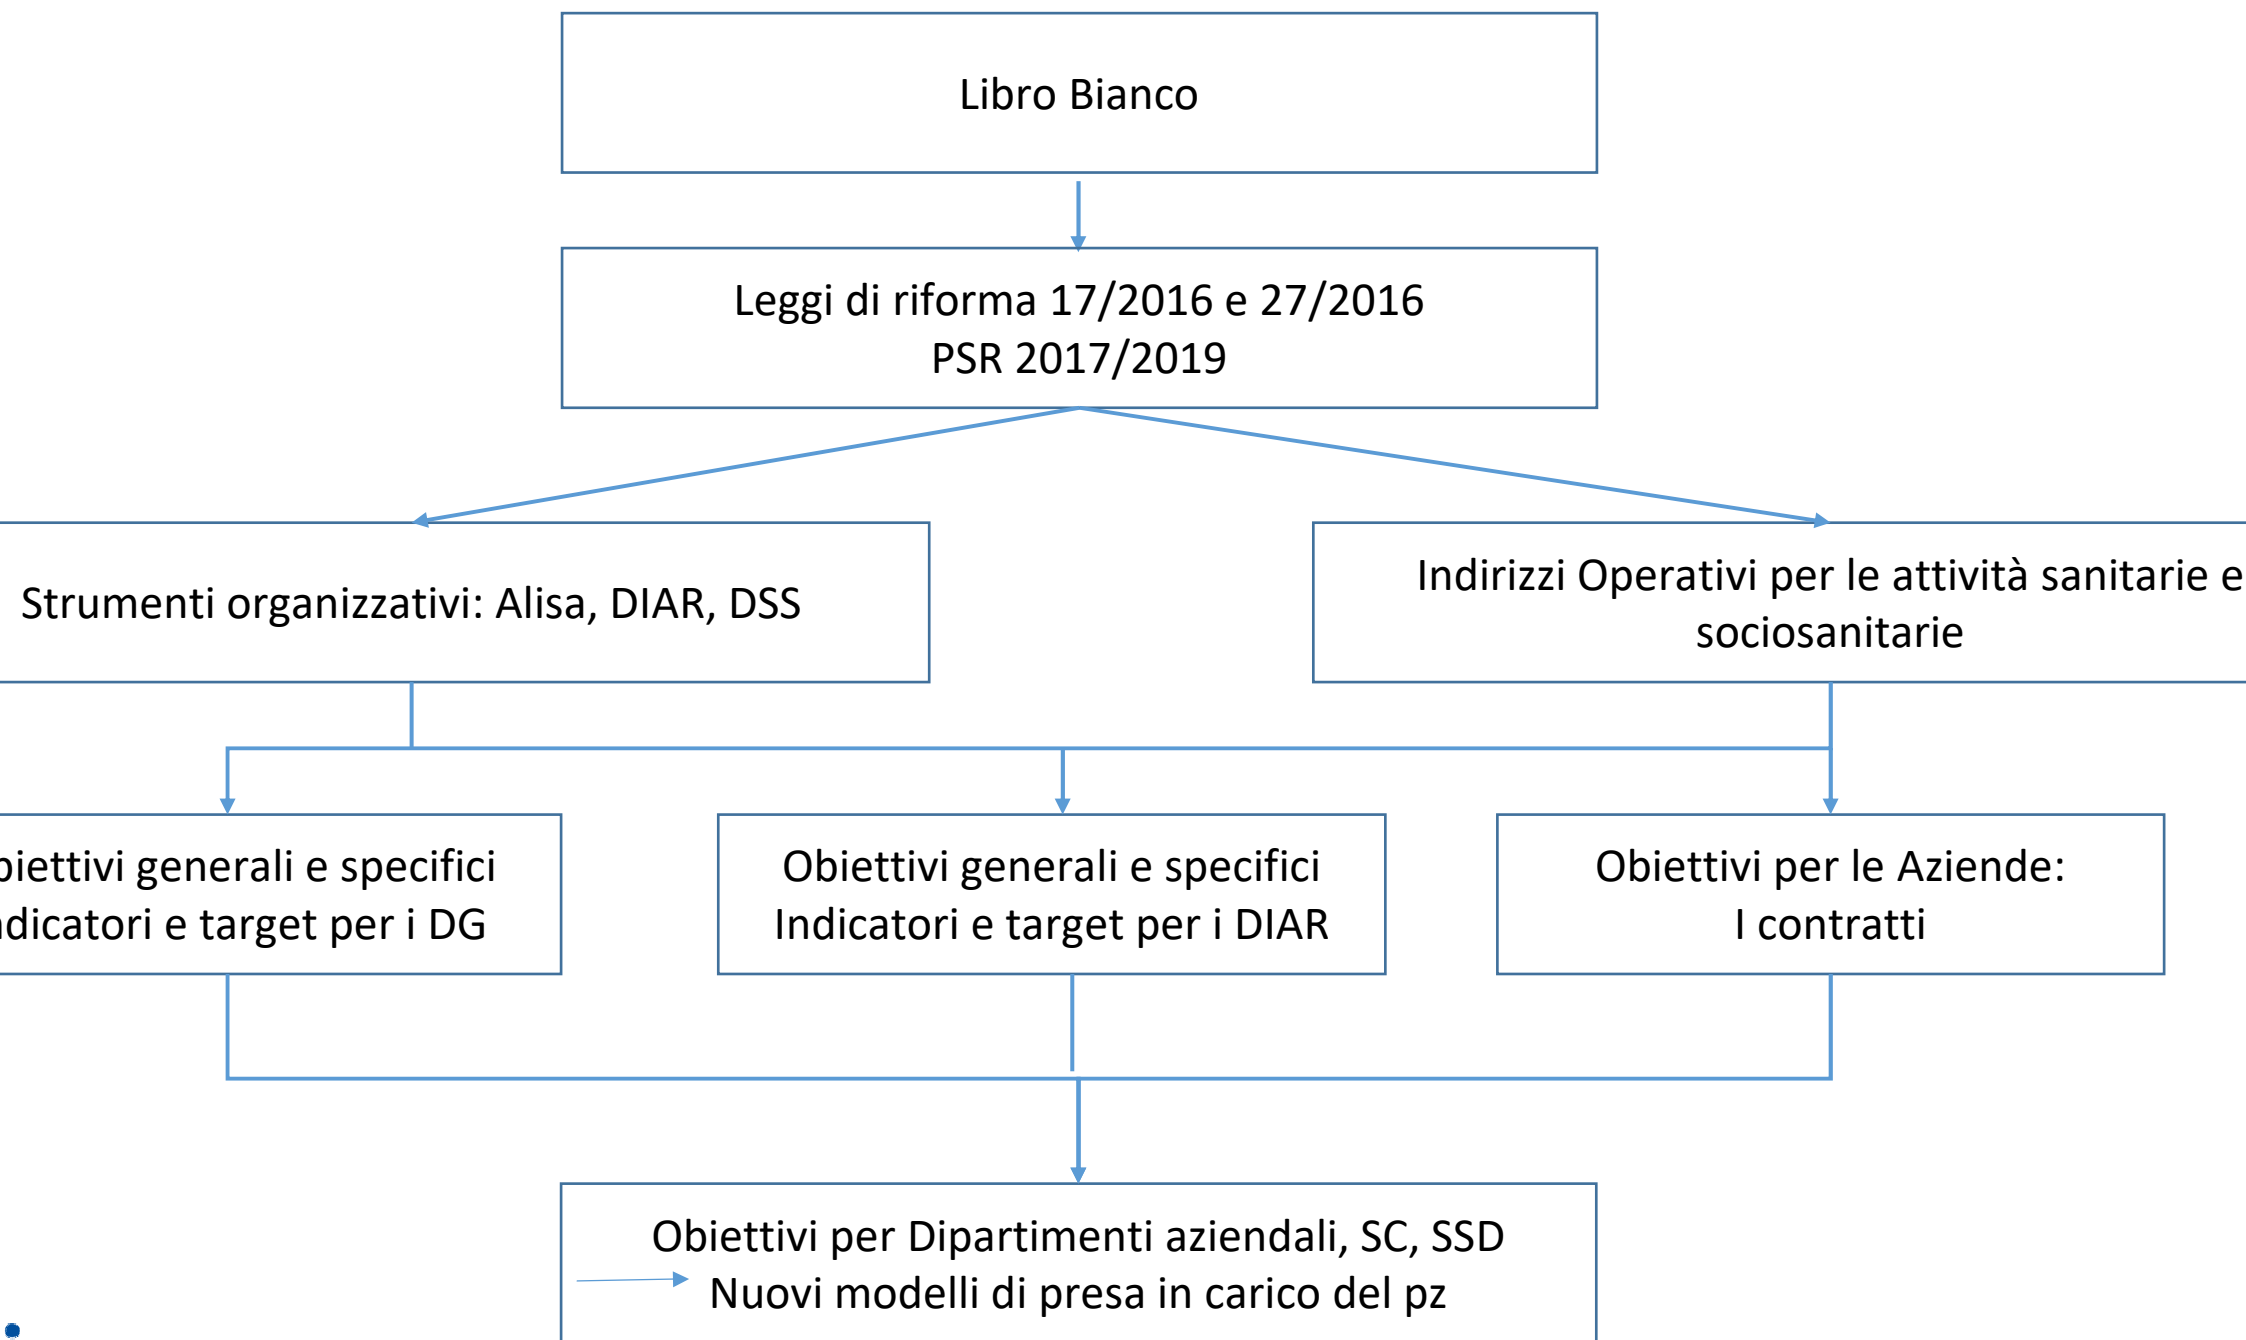 Libro Bianco
Leggi di riforma 17/2016 e 27/2016
PSR 2017/2019
Strumenti organizzativi: Alisa, DIAR, DSS
Indirizzi Operativi per le attività sanitarie e
sociosanitarie
biettivi generali e specifici
ndicatori e target per i DG
Obiettivi generali e specifici
Indicatori e target per i DIAR
Obiettivi per le Aziende:
I contratti
Obiettivi per Dipartimenti aziendali, SC, SSD
Nuovi modelli di presa in carico del pz